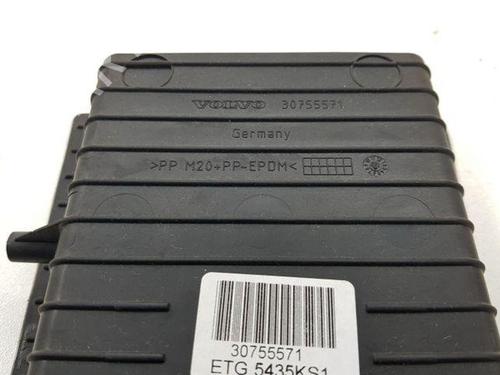 VOLVO 30755571
Germany
>PP M20+PP-EPDM<
30755571
ETG 5435KS1